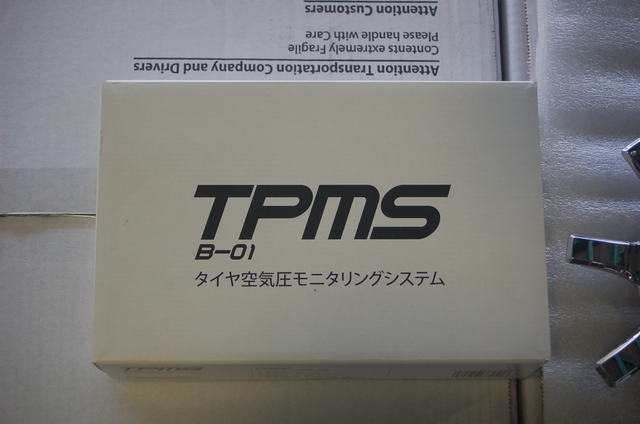 Attention Transportation Company and Drivers
Contents extremely Fragile
Please handle with Care
Attention Customers
TPMS
B-01
タイヤ空気圧モニタリングシステム
TPMS